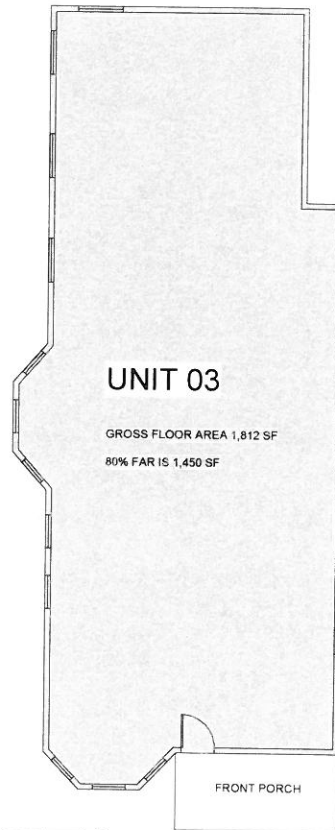 UNIT 03
GROSS FLOOR AREA 1,812 SF
80% FAR IS 1,450 SF
FRONT PORCH